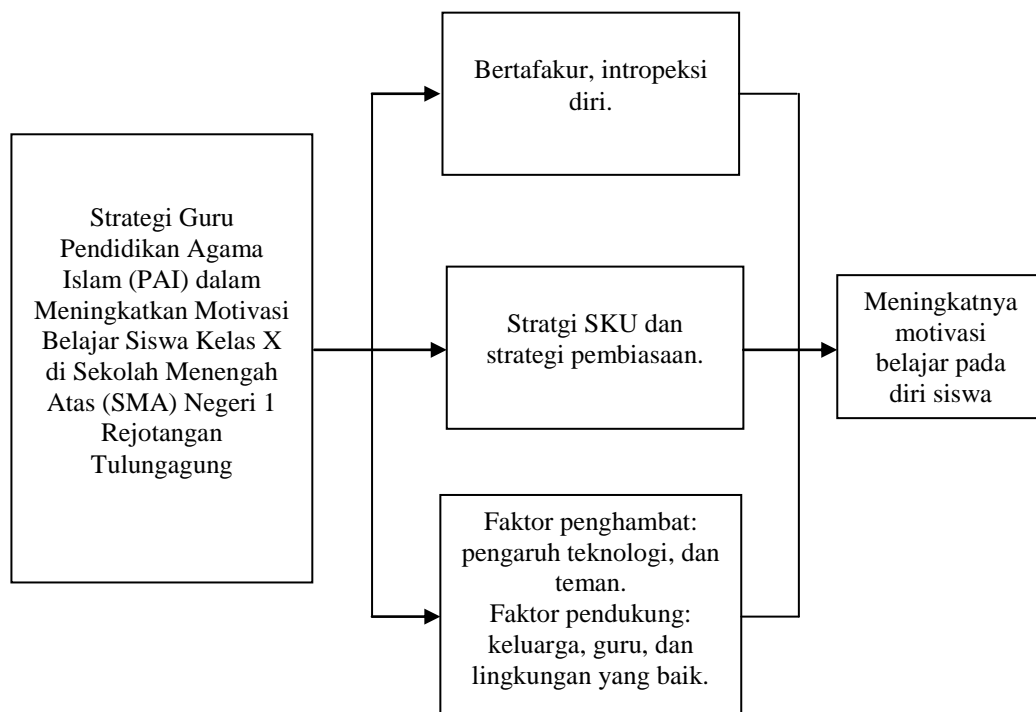 Strategi Guru
Pendidikan Agama
Islam (PAI) dalam
Meningkatkan Motivasi
Belajar Siswa Kelas X
di Sekolah Menengah
Atas (SMA) Negeri 1
Rejotangan
Tulungagung
Bertafakur, intropeksi
diri.
Stratgi SKU dan
strategi pembiasaan.
Faktor penghambat:
pengaruh teknologi, dan
teman.
Faktor pendukung:
keluarga, guru, dan
lingkungan yang baik.
Meningkatnya
motivasi
belajar pada
diri siswa